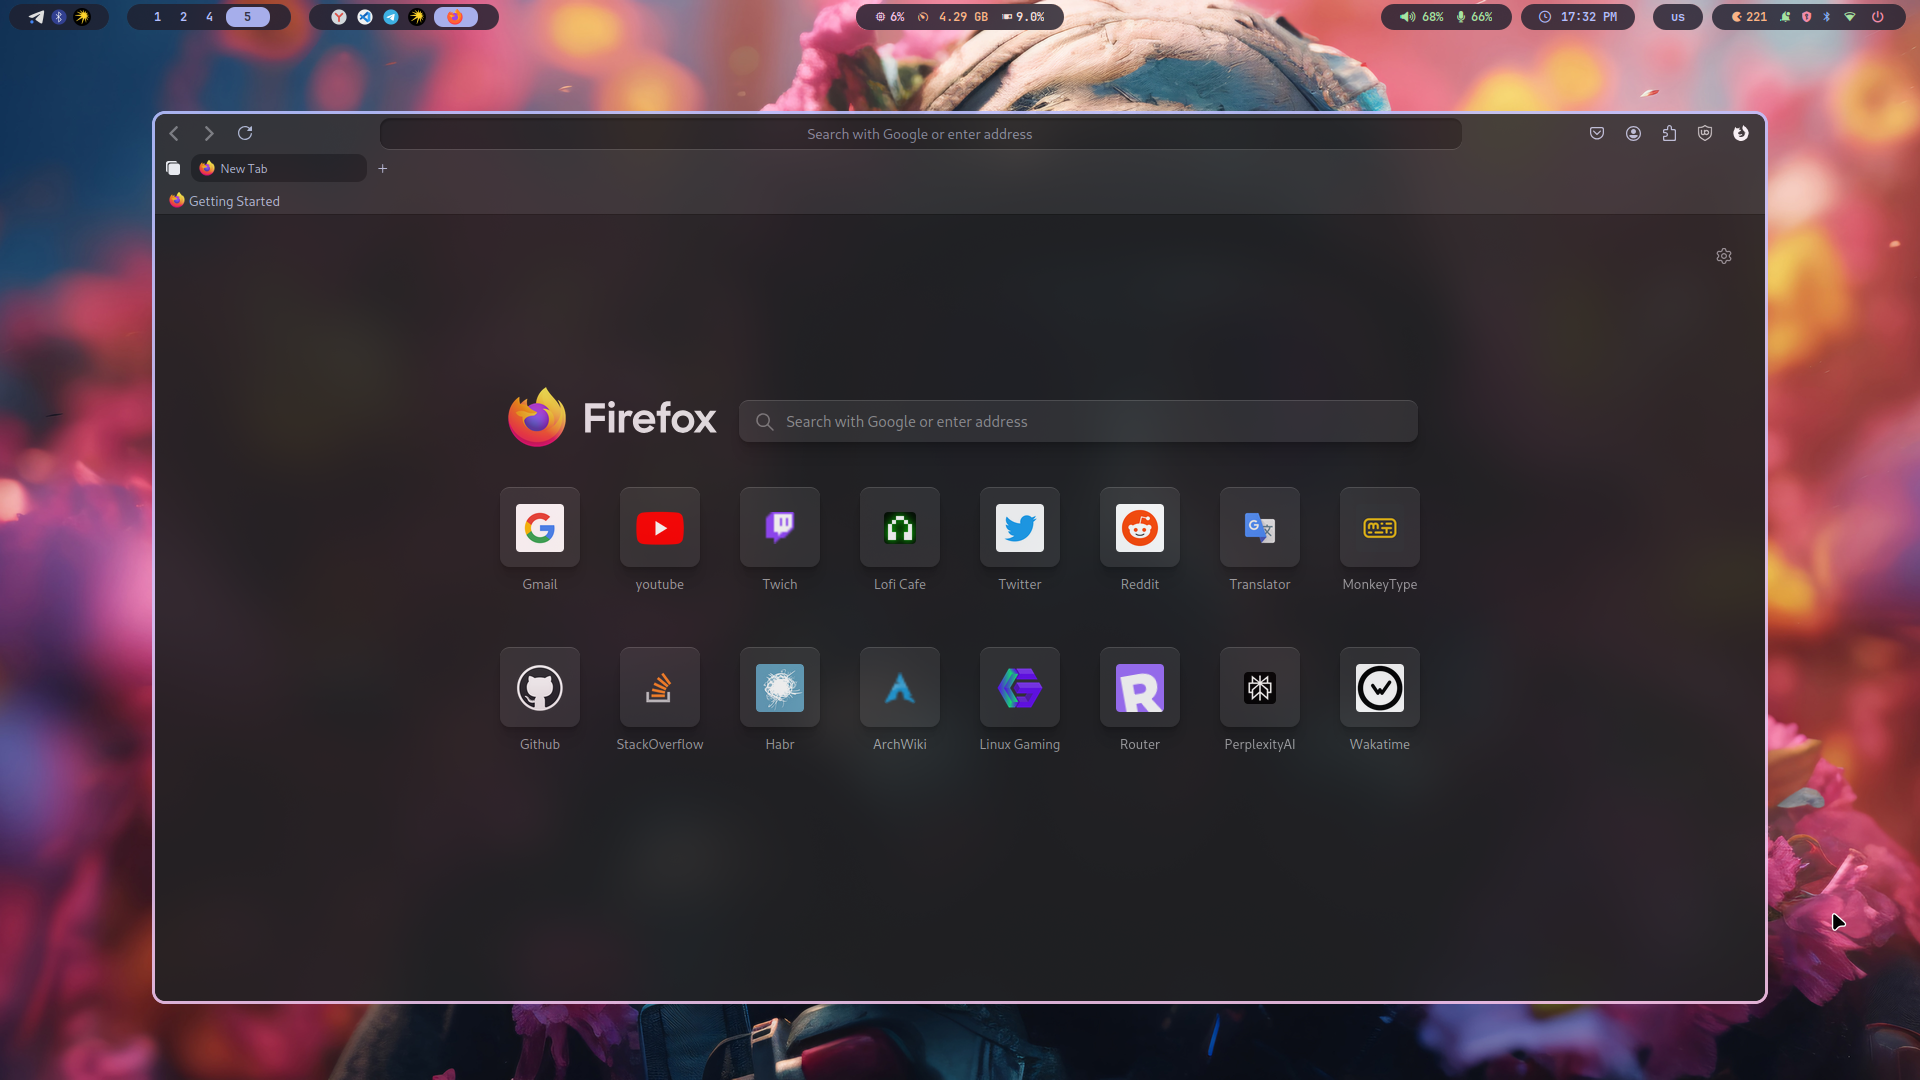 1 2 4 5
6% 4.29 GB 9.0%
68% 66%
17:32 PM
us
221
Search with Google or enter address
New Tab
Getting Started
Firefox
Search with Google or enter address
Gmail youtube Twich Lofi Cafe Twitter Reddit Translator MonkeyType
Github StackOverflow Habr ArchWiki Linux Gaming Router PerplexityAI Wakatime